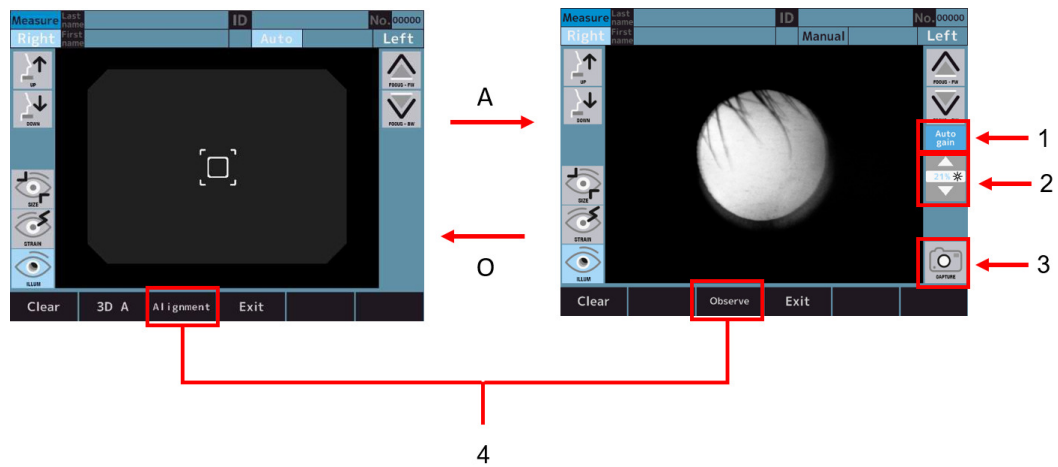 Measure Last name ID No. 00000
Right First name Auto Left
UP
FOCUS - FW
DOWN
FOCUS - BW
SIZE
STRAIN
ILLUM
Clear 3D A Alignment Exit
A
O
Measure Last name ID No. 00000
Right First name Manual Left
UP
FOCUS - FW
DOWN
Auto gain
1
21%
2
SIZE
STRAIN
ILLUM
CAPTURE
3
Clear Observe Exit
4